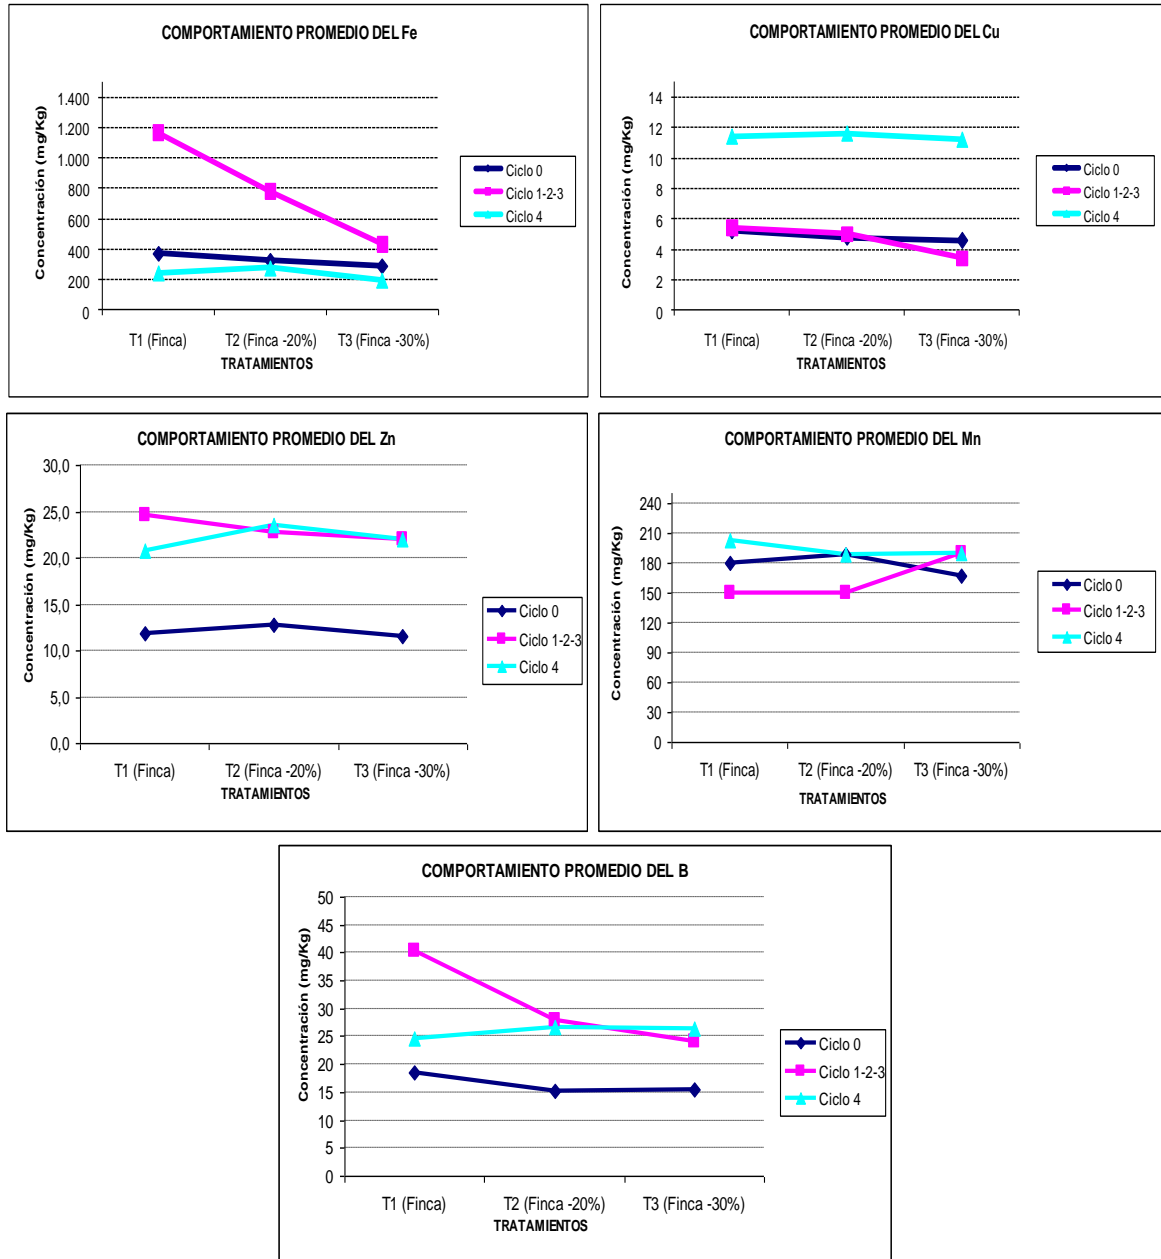 COMPORTAMIENTO PROMEDIO DEL Fe
Concentración (mg/Kg)
1.400
1.200
1.000
800
600
400
200
0
T1 (Finca) T2 (Finca -20%) T3 (Finca -30%)
TRATAMIENTOS
Ciclo 0
Ciclo 1-2-3
Ciclo 4
COMPORTAMIENTO PROMEDIO DEL Cu
Concentración (mg/Kg)
14
12
10
8
6
4
2
0
T1 (Finca) T2 (Finca -20%) T3 (Finca -30%)
TRATAMIENTOS
Ciclo 0
Ciclo 1-2-3
Ciclo 4
COMPORTAMIENTO PROMEDIO DEL Zn
Concentración (mg/Kg)
30,0
25,0
20,0
15,0
10,0
5,0
0,0
T1 (Finca) T2 (Finca -20%) T3 (Finca -30%)
TRATAMIENTOS
Ciclo 0
Ciclo 1-2-3
Ciclo 4
COMPORTAMIENTO PROMEDIO DEL Mn
Concentración (mg/Kg)
240
210
180
150
120
90
60
30
0
T1 (Finca) T2 (Finca -20%) T3 (Finca -30%)
TRATAMIENTOS
Ciclo 0
Ciclo 1-2-3
Ciclo 4
COMPORTAMIENTO PROMEDIO DEL B
Concentración (mg/Kg)
50
45
40
35
30
25
20
15
10
5
0
T1 (Finca) T2 (Finca -20%) T3 (Finca -30%)
TRATAMIENTOS
Ciclo 0
Ciclo 1-2-3
Ciclo 4